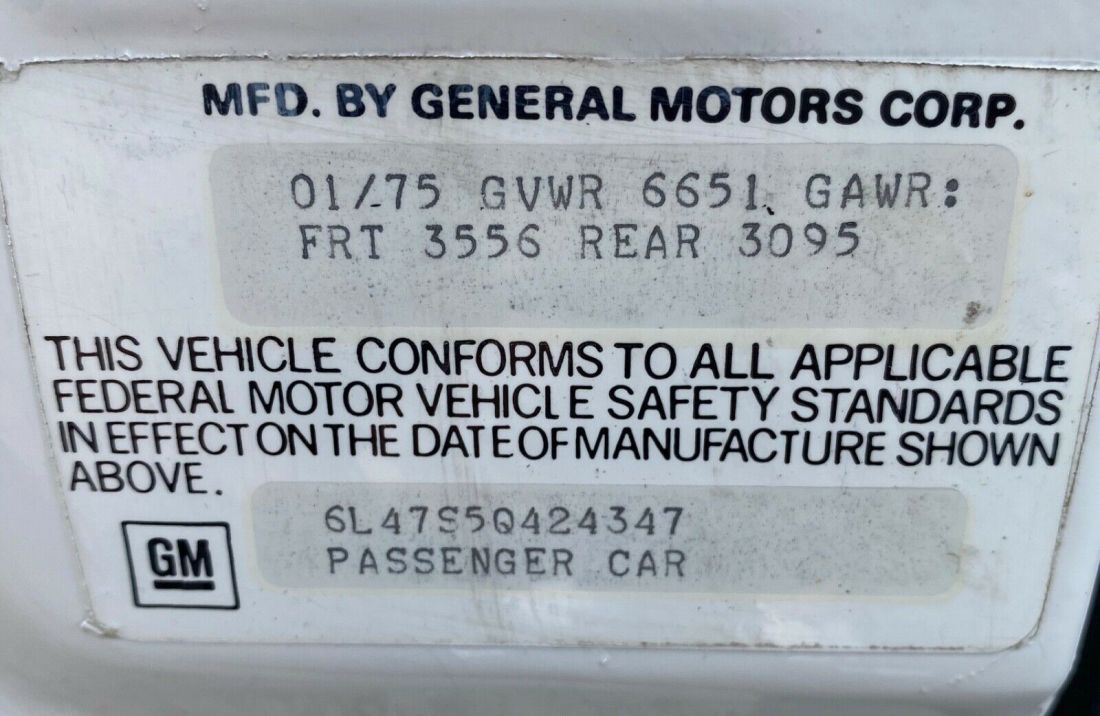 MFD. BY GENERAL MOTORS CORP.
01/75 GVWR 6651 GAWR:
FRT 3556 REAR 3095
THIS VEHICLE CONFORMS TO ALL APPLICABLE
FEDERAL MOTOR VEHICLE SAFETY STANDARDS
IN EFFECT ON THE DATE OF MANUFACTURE SHOWN
ABOVE.
6L47S5Q424347
PASSENGER CAR
GM